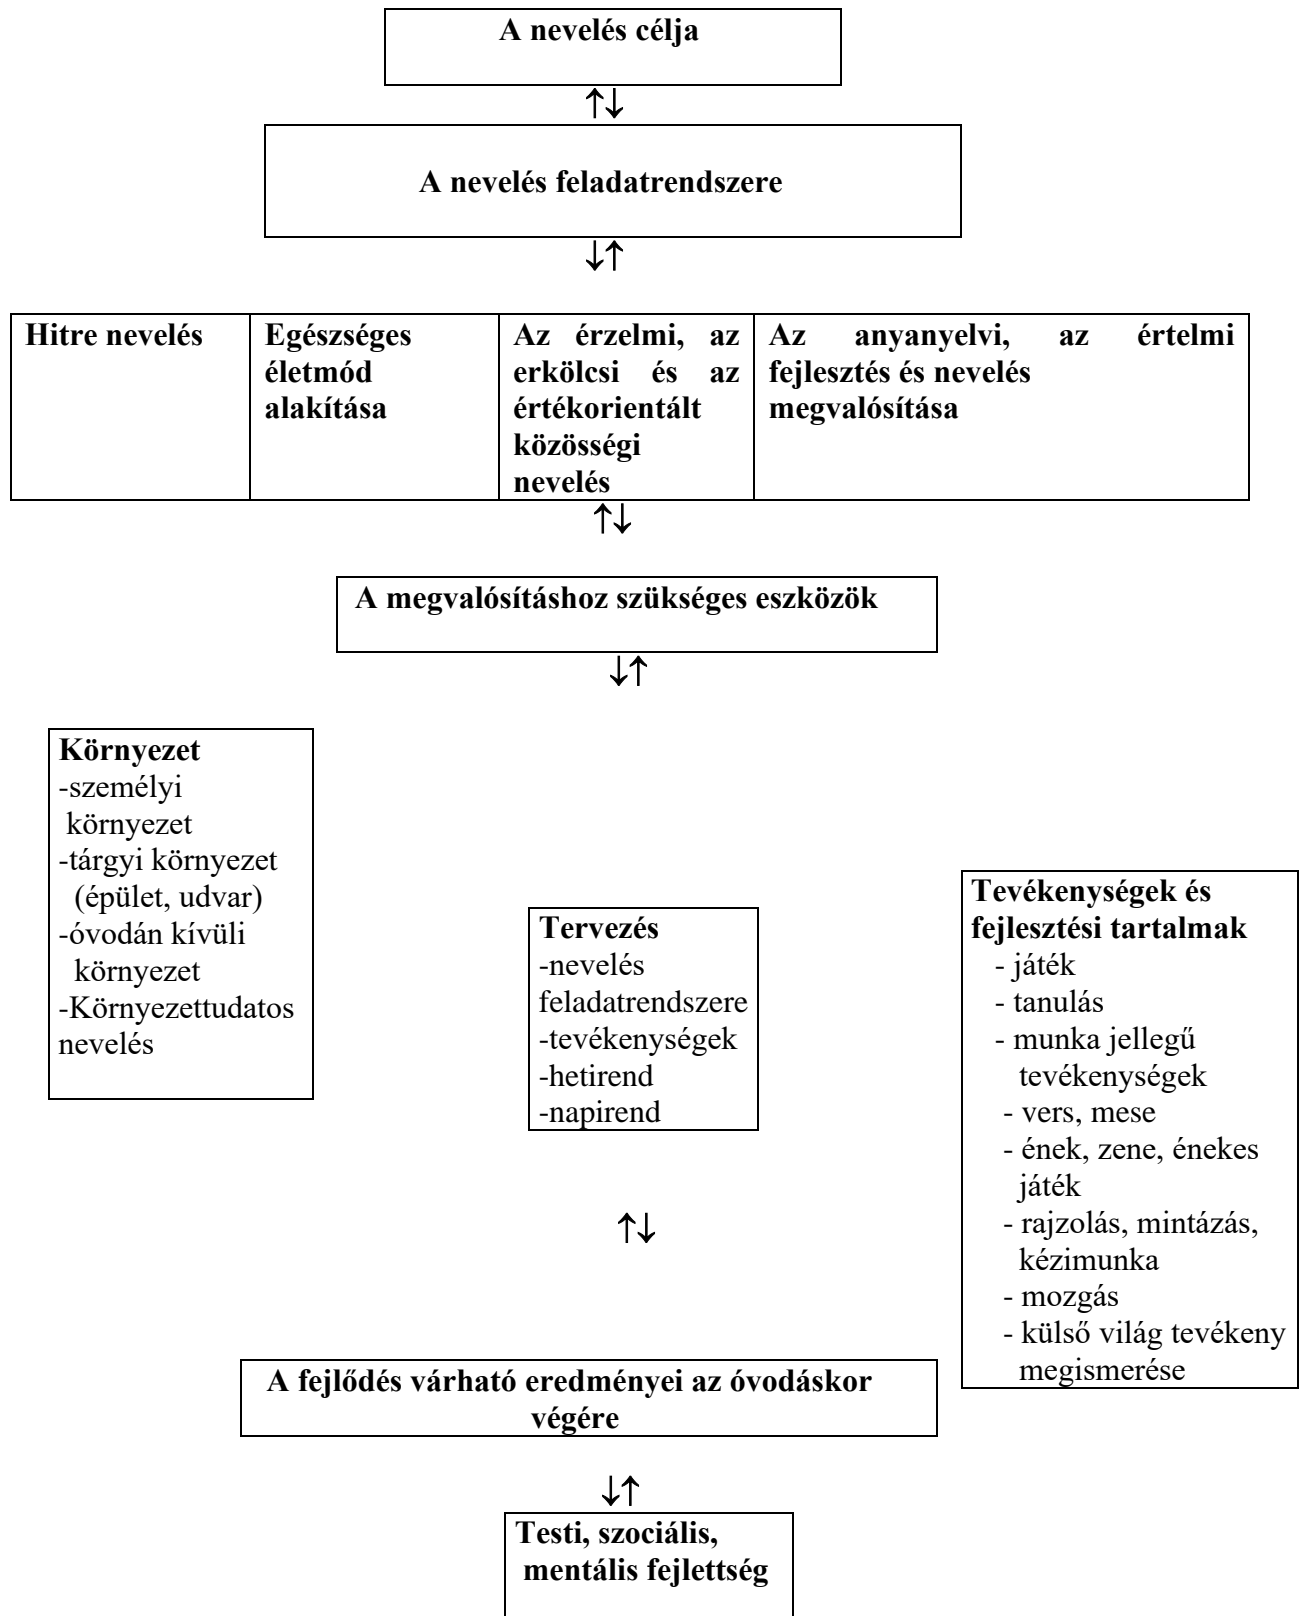 A nevelés célja
↑↓
A nevelés feladatrendszere
↓↑
Hitre nevelés
Egészséges
életmód
alakítása
Az érzelmi, az
erkölcsi és az
értékorientált
közösségi
nevelés
Az anyanyelvi, az értelmi
fejlesztés és nevelés
megvalósítása
↑↓
A megvalósításhoz szükséges eszközök
↓↑
Környezet
-személyi
környezet
-tárgyi környezet
(épület, udvar)
-óvodán kívüli
környezet
-Környezettudatos
nevelés
Tervezés
-nevelés
feladatrendszere
-tevékenységek
-hetirend
-napirend
Tevékenységek és
fejlesztési tartalmak
- játék
- tanulás
- munka jellegű
tevékenységek
- vers, mese
- ének, zene, énekes
játék
- rajzolás, mintázás,
kézimunka
- mozgás
- külső világ tevékeny
megismerése
↑↓
A fejlődés várható eredményei az óvodáskor
végére
↓↑
Testi, szociális,
mentális fejlettség